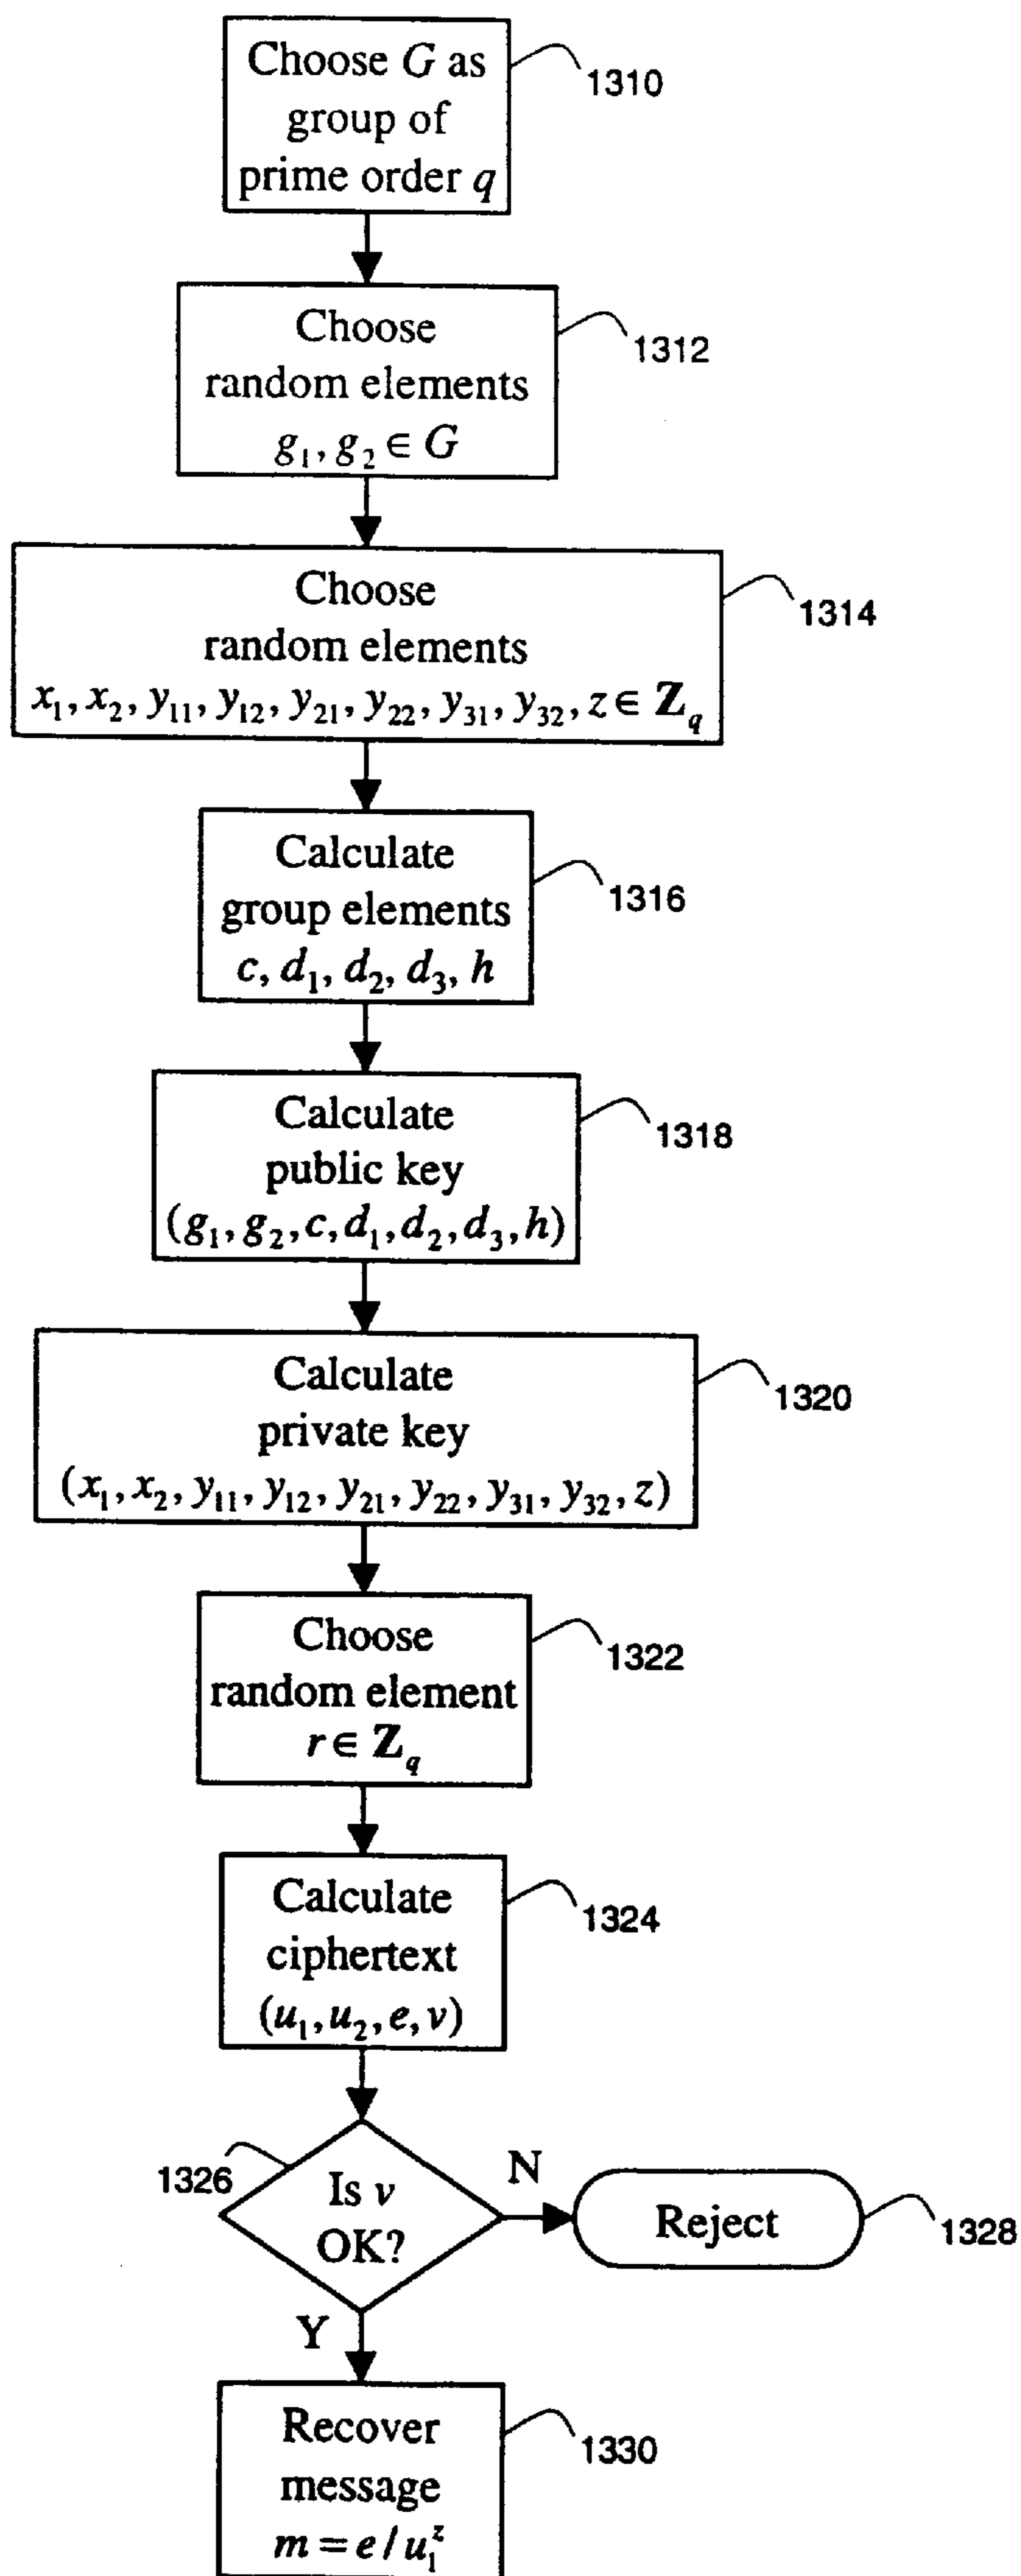 Choose G as
group of
prime order q
1310
Choose
random elements
g₁, g₂ ∈ G
1312
Choose
random elements
x₁, x₂, y₁₁, y₁₂, y₂₁, y₂₂, y₃₁, y₃₂, z ∈ Z_q
1314
Calculate
group elements
c, d₁, d₂, d₃, h
1316
Calculate
public key
(g₁, g₂, c, d₁, d₂, d₃, h)
1318
Calculate
private key
(x₁, x₂, y₁₁, y₁₂, y₂₁, y₂₂, y₃₁, y₃₂, z)
1320
Choose
random element
r ∈ Z_q
1322
Calculate
ciphertext
(u₁, u₂, e, v)
1324
1326
Is v
OK?
N
Reject
1328
Y
Recover
message
m = e / u₁^z
1330